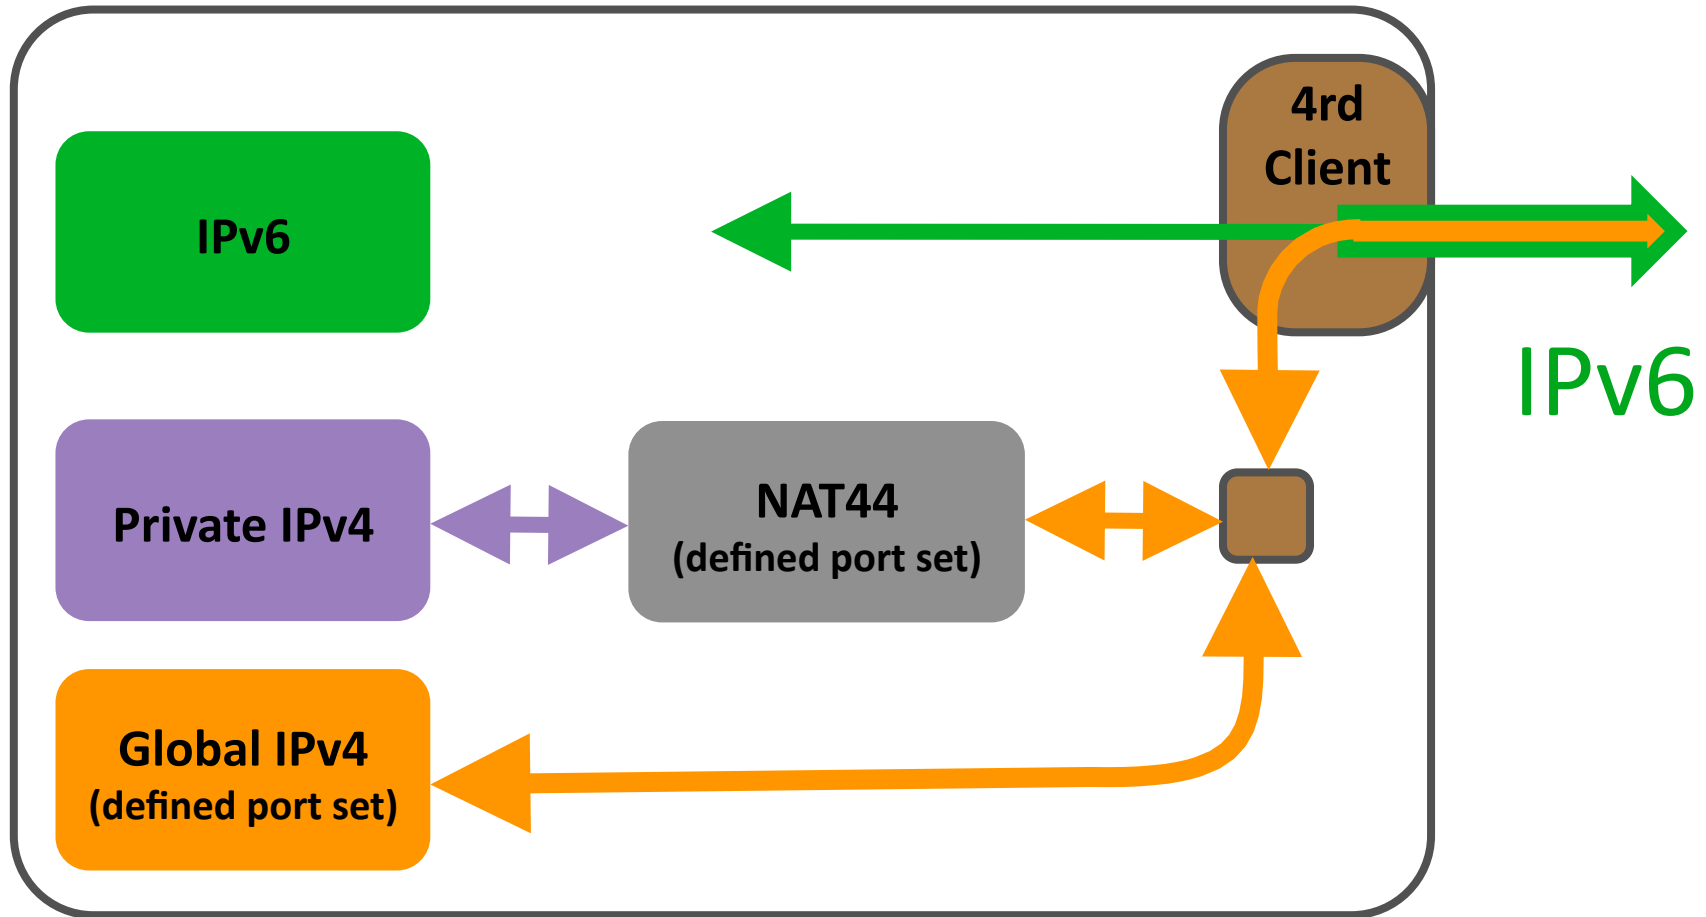 4rd
Client
IPv6
IPv6
Private IPv4
NAT44
(defined port set)
Global IPv4
(defined port set)